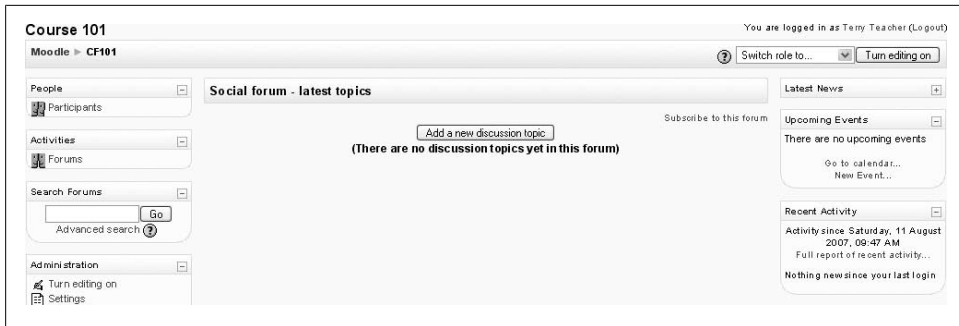 Course 101
You are logged in as Terry Teacher (Logout)
Moodle ► CF101
Switch role to...
Turn editing on
People
Participants
Activities
Forums
Search Forums
Go
Advanced search
Administration
Turn editing on
Settings
Social forum - latest topics
Subscribe to this forum
Add a new discussion topic
(There are no discussion topics yet in this forum)
Latest News
Upcoming Events
There are no upcoming events
Go to calendar...
New Event...
Recent Activity
Activity since Saturday, 11 August
2007, 09:47 AM
Full report of recent activity...
Nothing new since your last login